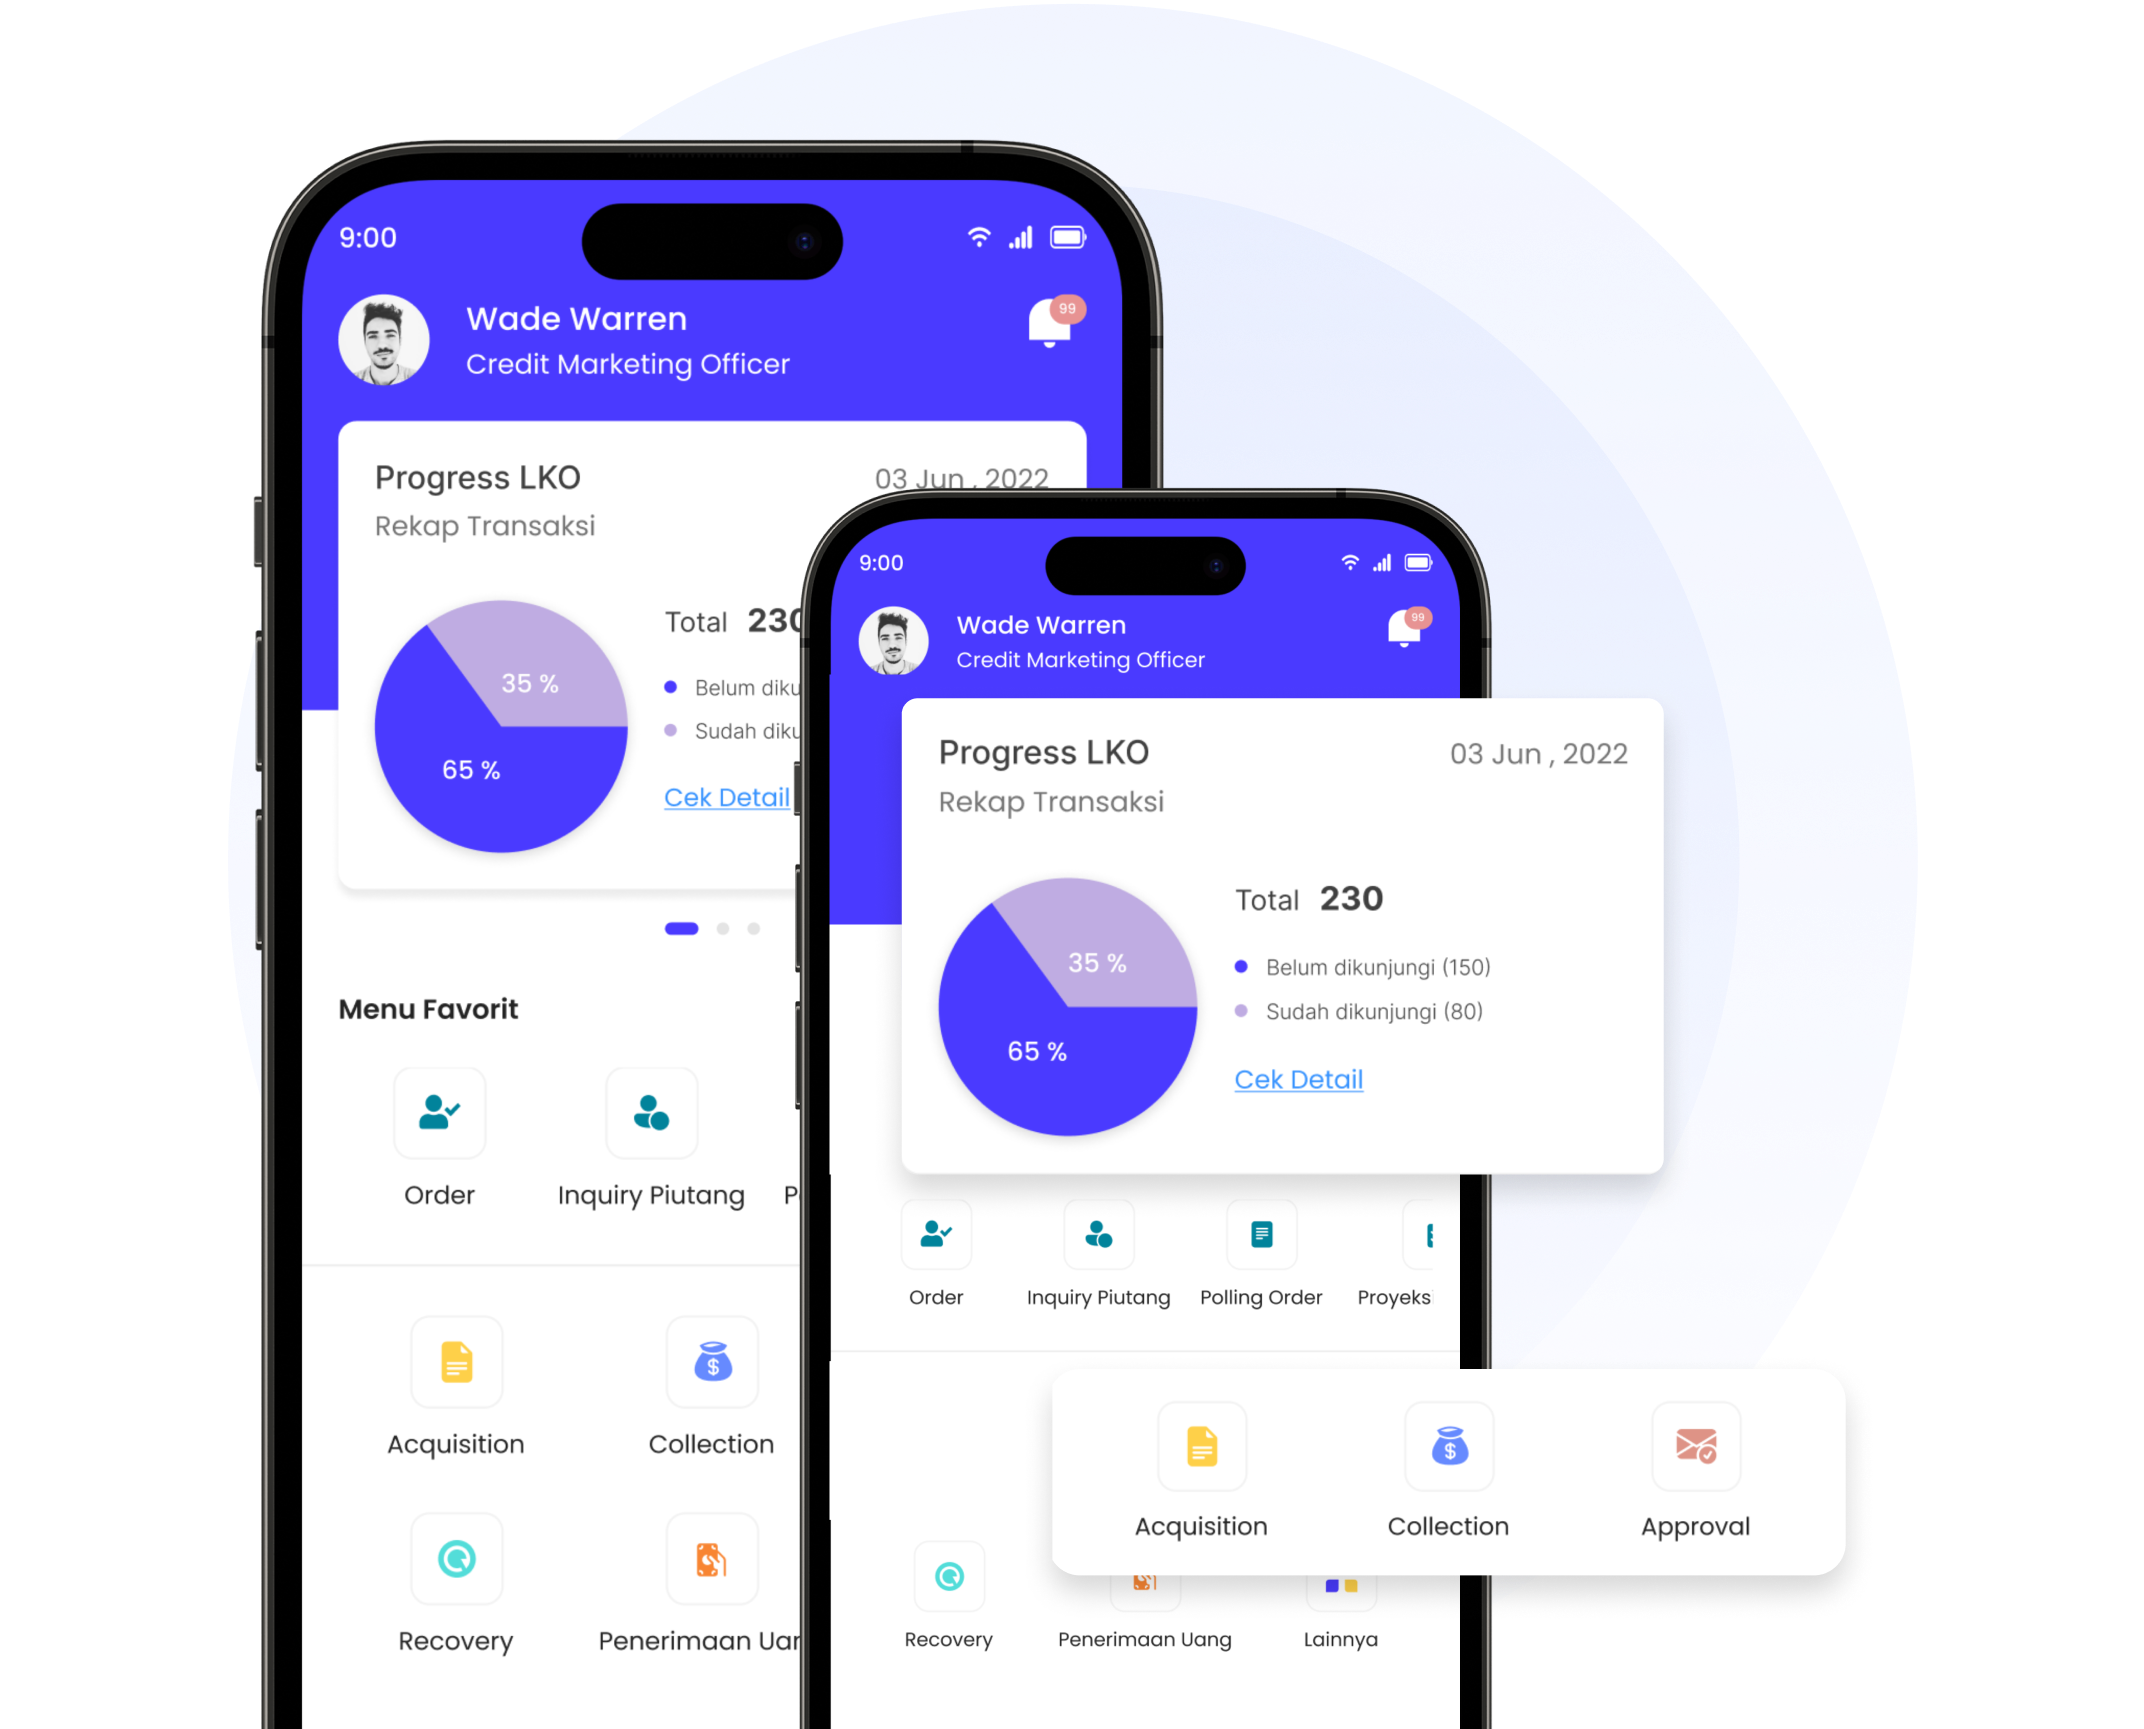 9:00
Wade Warren
Credit Marketing Officer
99
Progress LKO
03 Jun , 2022
Rekap Transaksi
35 %
65 %
Total 230
Belum diku
Sudah diku
Cek Detail
Menu Favorit
Order
Inquiry Piutang
P
Acquisition
Collection
Recovery
Penerimaan Uar
9:00
Wade Warren
Credit Marketing Officer
99
Progress LKO
03 Jun , 2022
Rekap Transaksi
35 %
65 %
Total 230
Belum dikunjungi (150)
Sudah dikunjungi (80)
Cek Detail
Order
Inquiry Piutang
Polling Order
Proyeks
Acquisition
Collection
Approval
Recovery
Penerimaan Uang
Lainnya